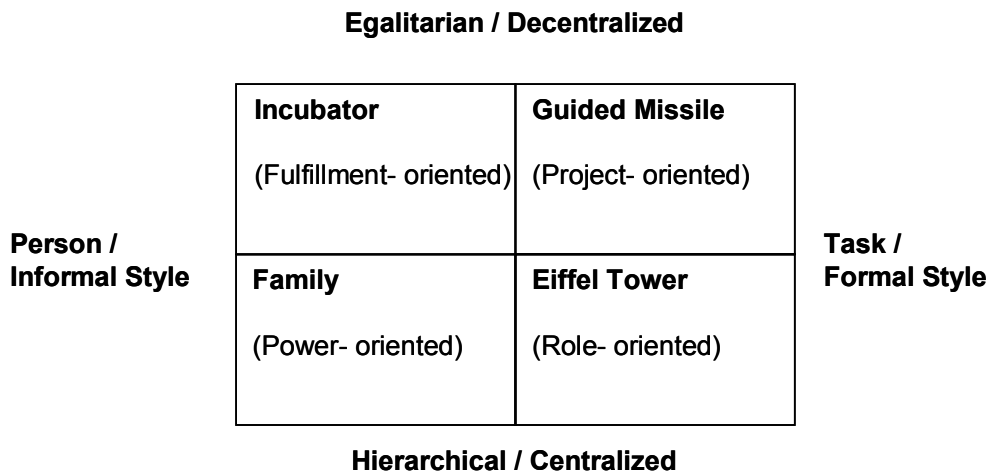 Egalitarian / Decentralized
Incubator
Guided Missile
(Fulfillment- oriented)
(Project- oriented)
Person /
Informal Style
Task /
Formal Style
Family
Eiffel Tower
(Power- oriented)
(Role- oriented)
Hierarchical / Centralized